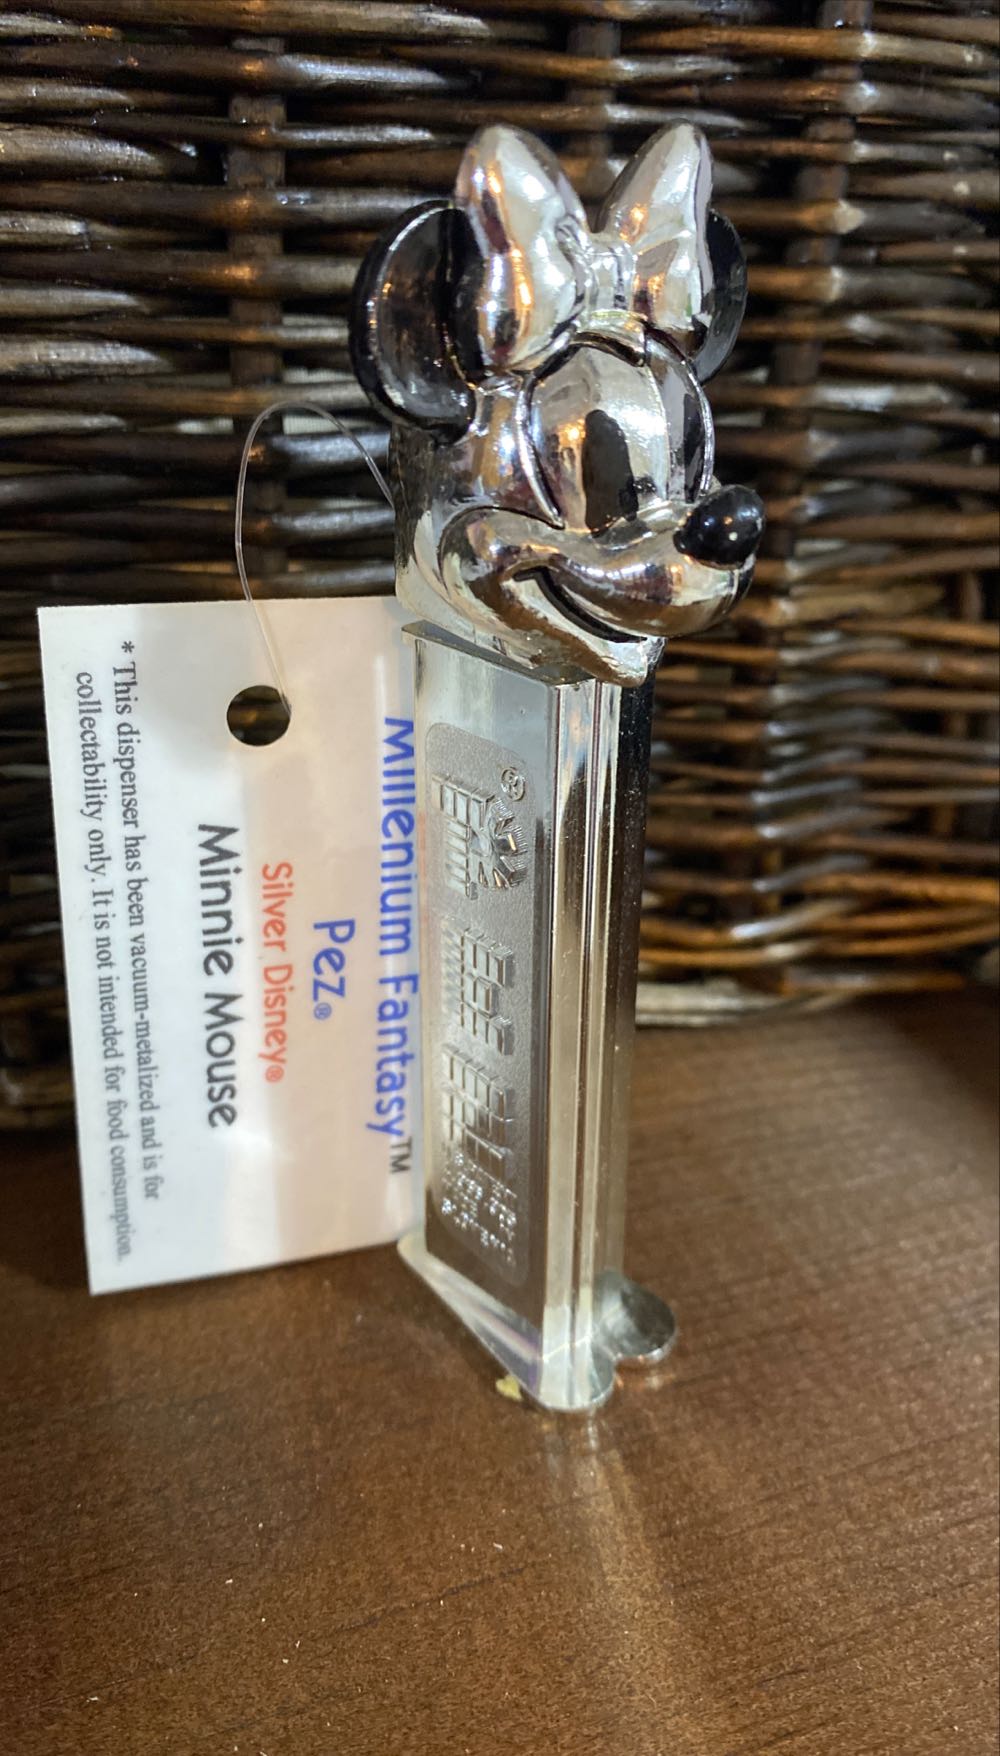 Millenium Fantasy™
Pez®
Silver Disney®
Minnie Mouse
* This dispenser has been vacuum-metalized and is for
collectability only. It is not intended for food consumption.
®